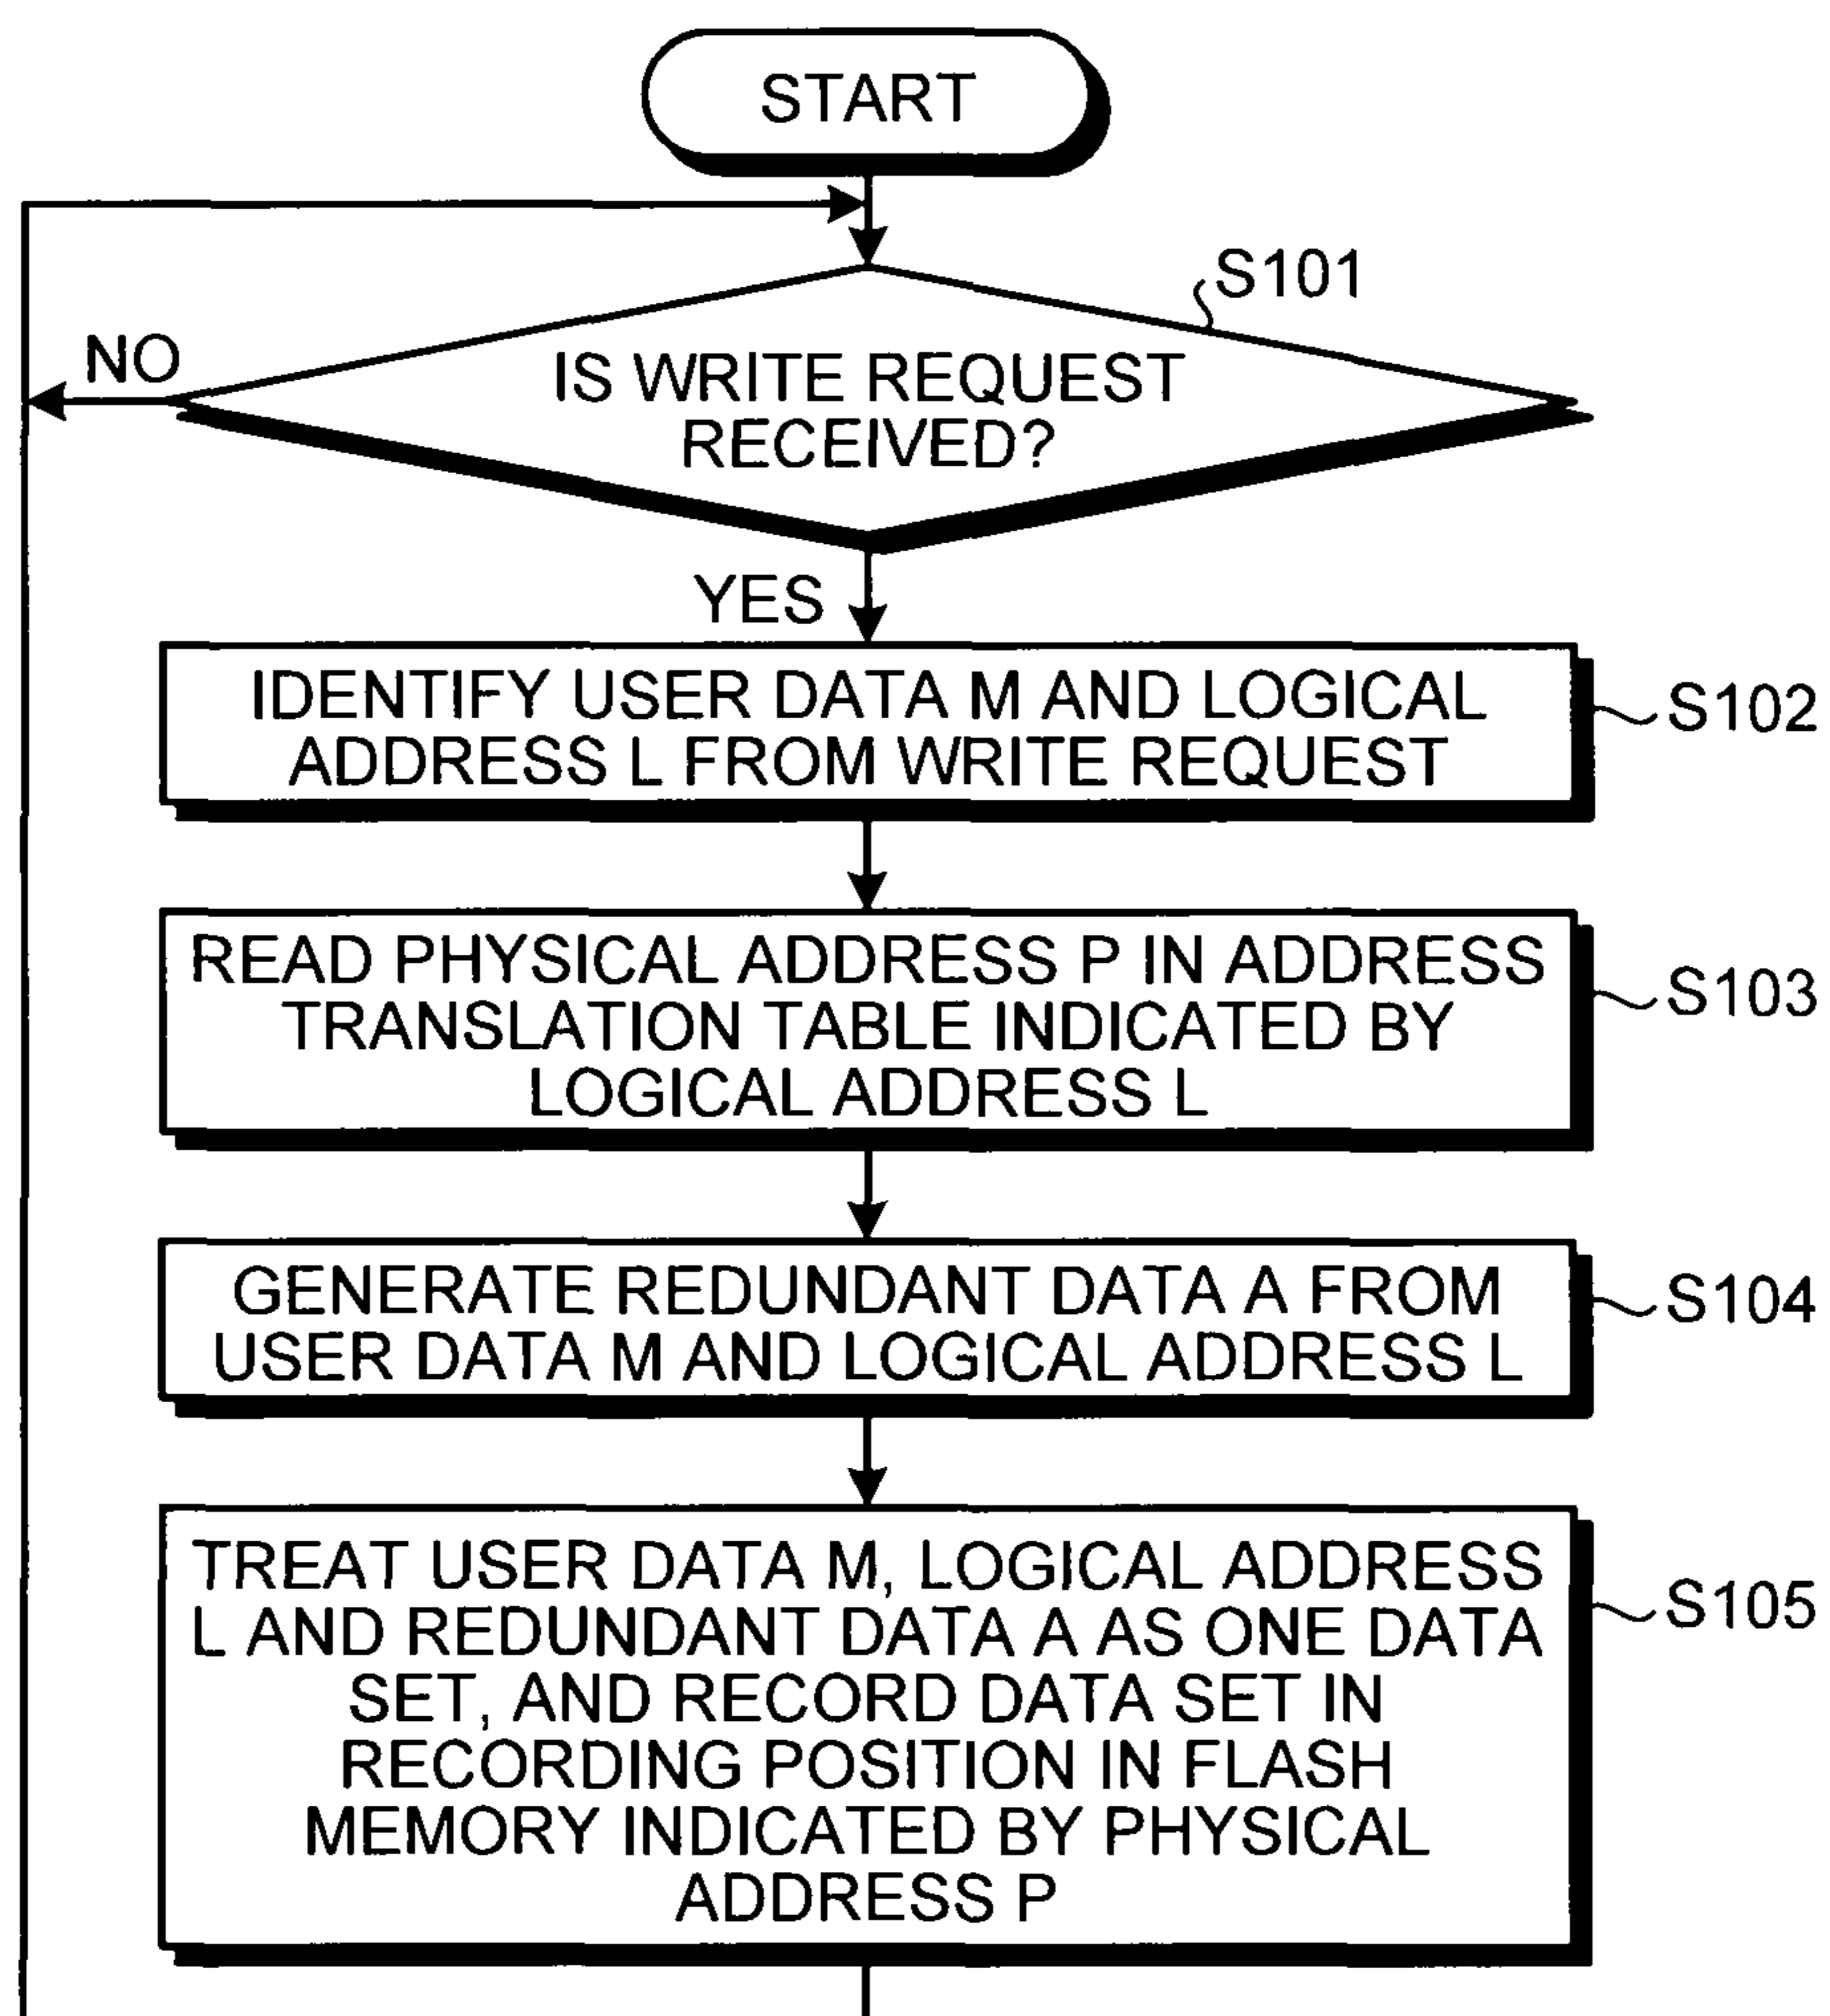 START
S101
NO
IS WRITE REQUEST
RECEIVED?
YES
IDENTIFY USER DATA M AND LOGICAL
ADDRESS L FROM WRITE REQUEST
S102
READ PHYSICAL ADDRESS P IN ADDRESS
TRANSLATION TABLE INDICATED BY
LOGICAL ADDRESS L
S103
GENERATE REDUNDANT DATA A FROM
USER DATA M AND LOGICAL ADDRESS L
S104
TREAT USER DATA M, LOGICAL ADDRESS
L AND REDUNDANT DATA A AS ONE DATA
SET, AND RECORD DATA SET IN
RECORDING POSITION IN FLASH
MEMORY INDICATED BY PHYSICAL
ADDRESS P
S105